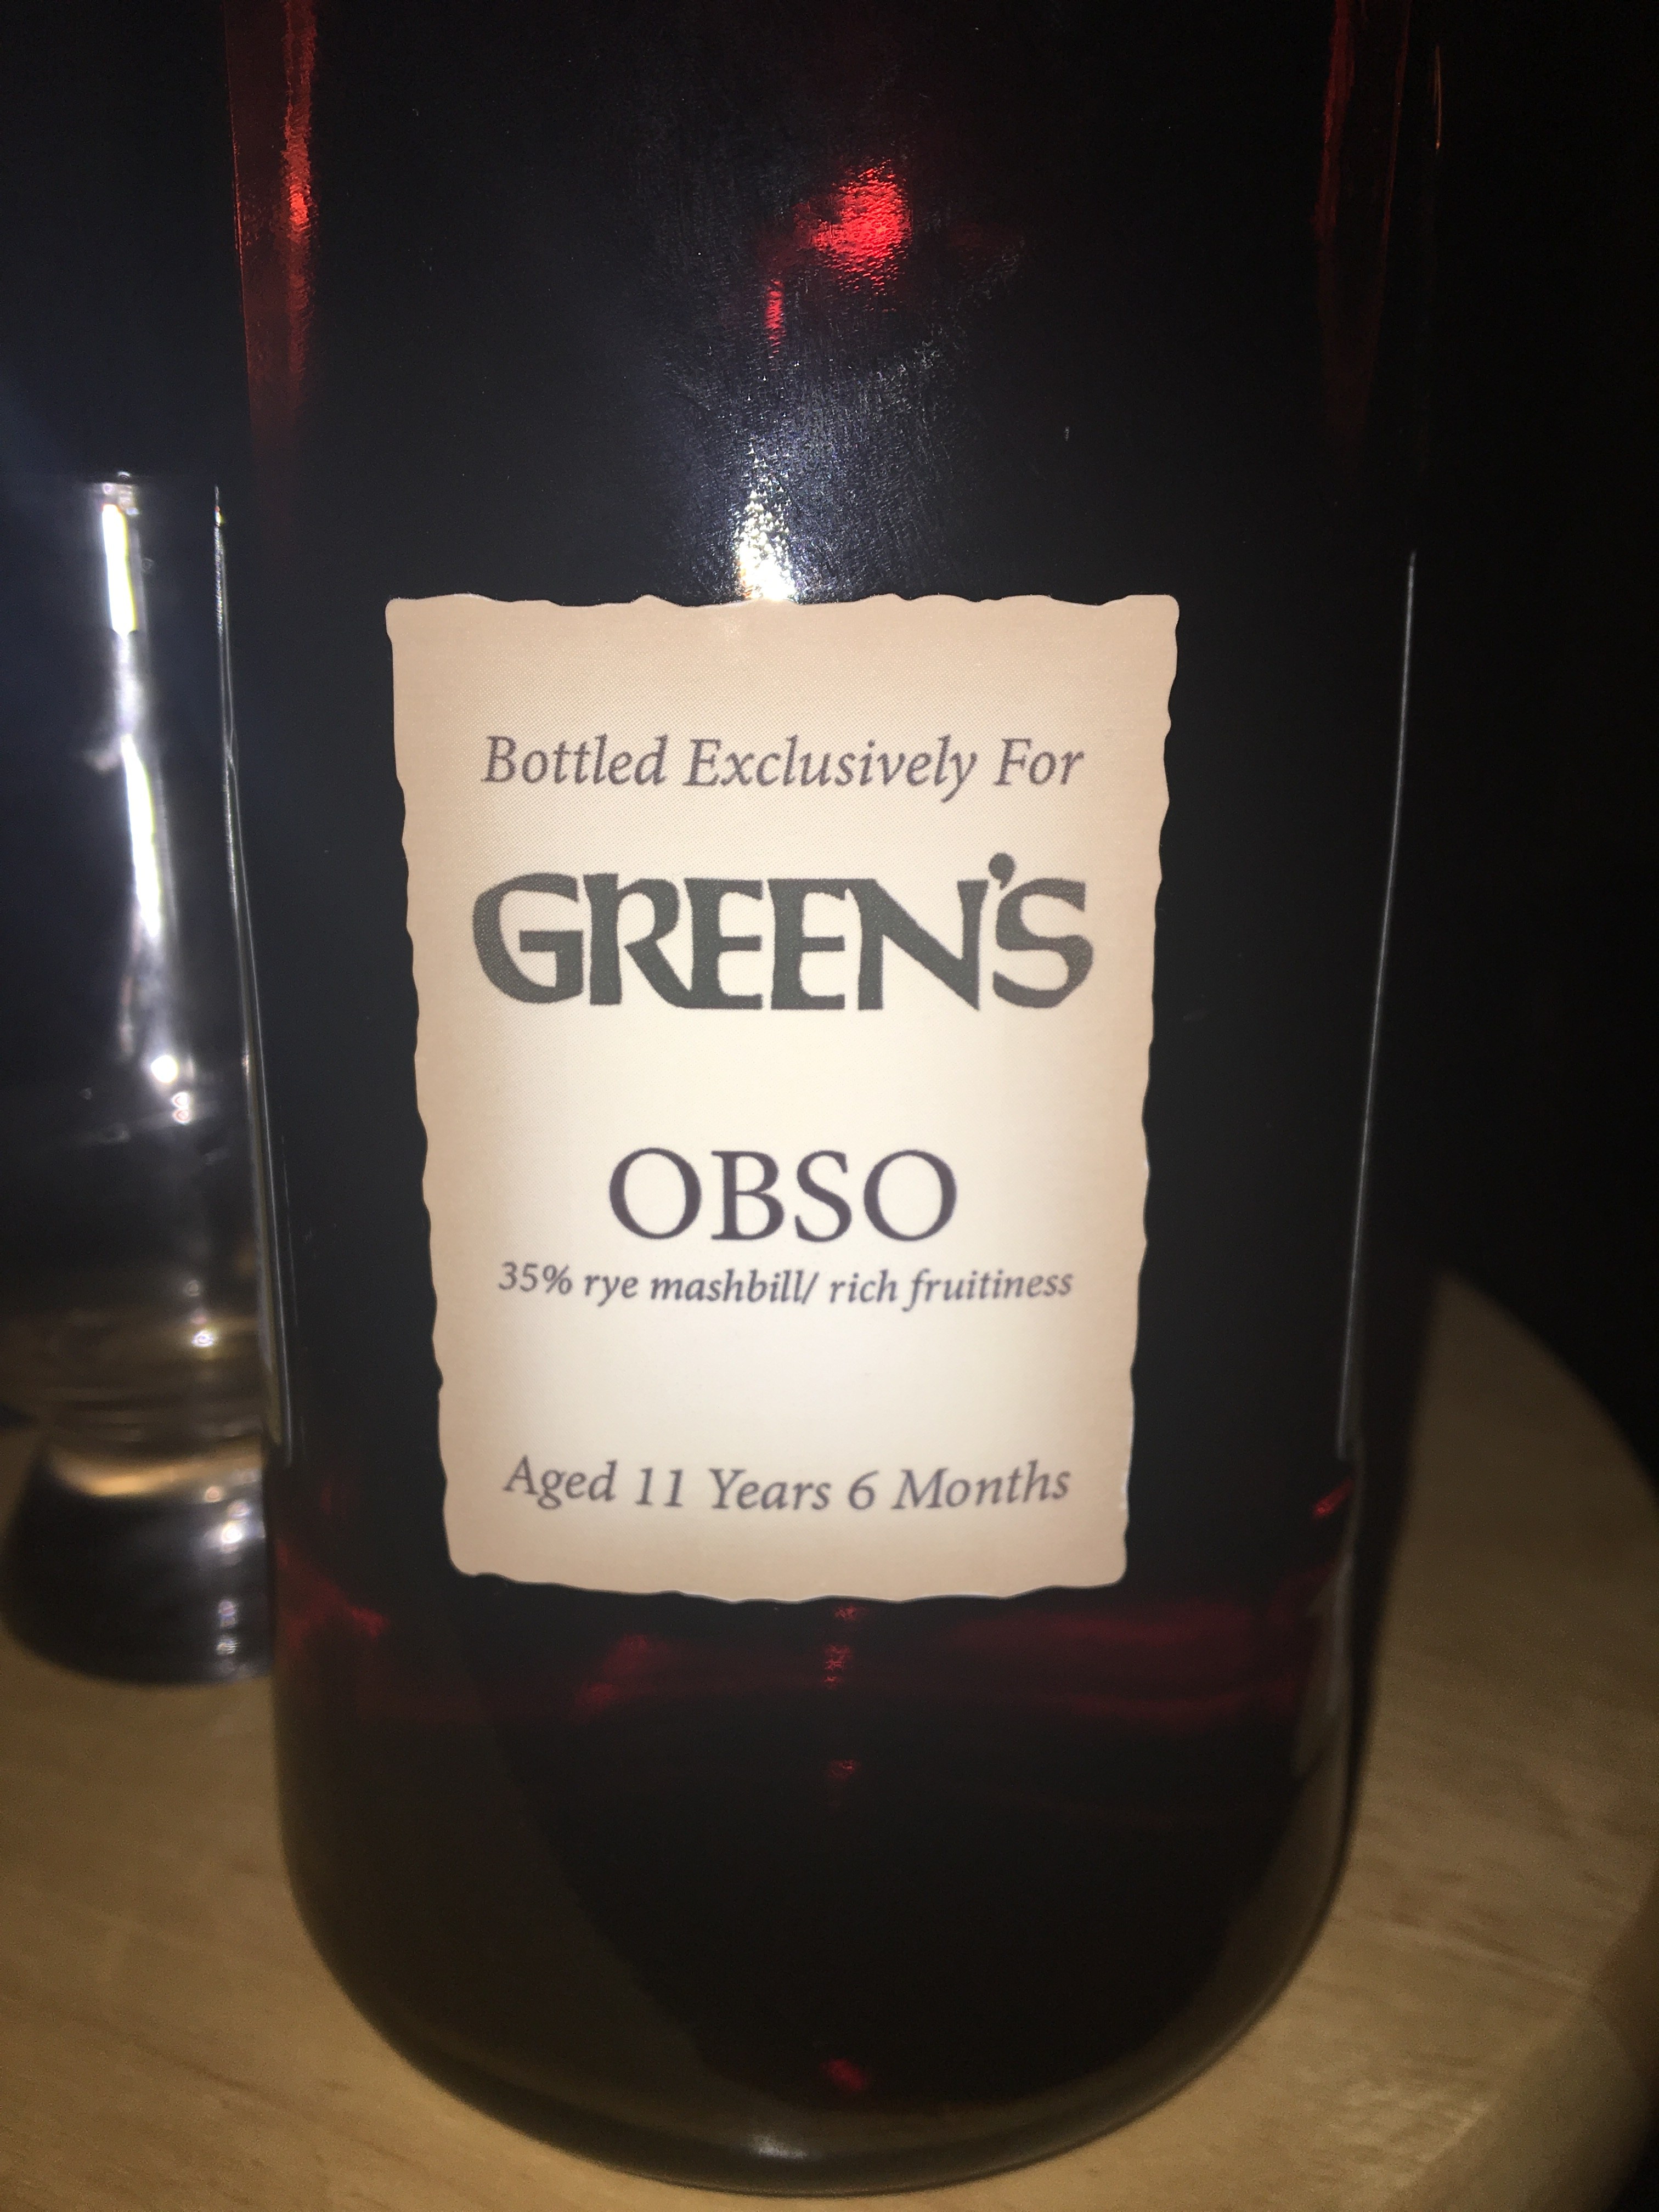 Bottled Exclusively For
GREEN'S
OBSO
35% rye mashbill/ rich fruitiness
Aged 11 Years 6 Months